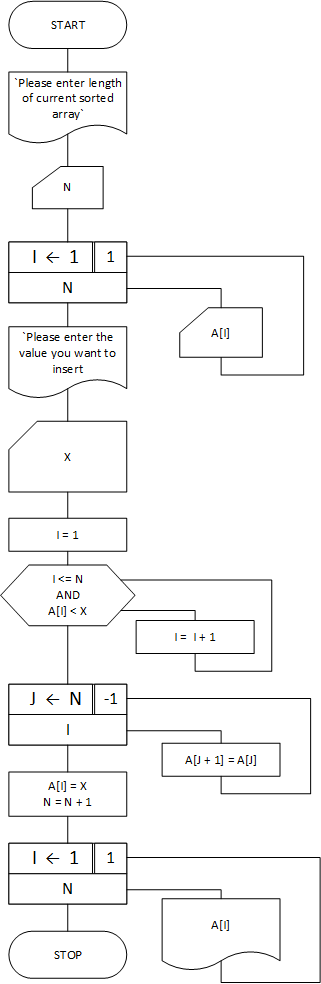 START
`Please enter length
of current sorted
array`
N
I ← 1 1
N
A[I]
`Please enter the
value you want to
insert
X
I = 1
I <= N
AND
A[I] < X
I = I + 1
J ← N -1
I
A[J + 1] = A[J]
A[I] = X
N = N + 1
I ← 1 1
N
A[I]
STOP